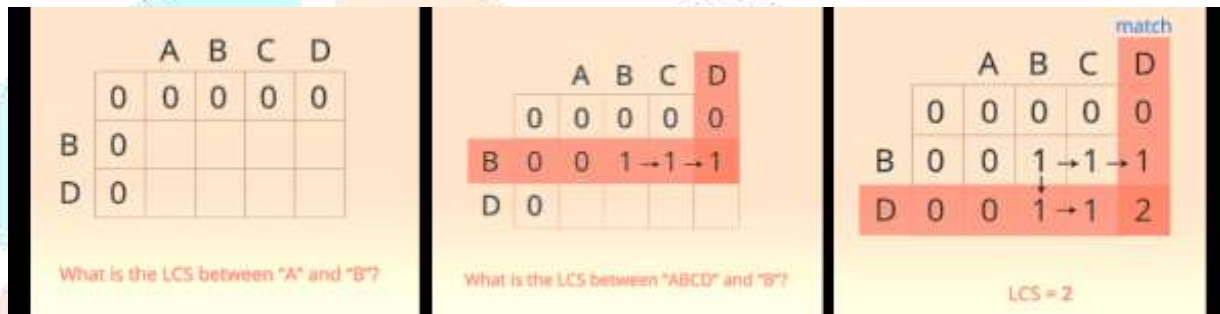 A B C D
0 0 0 0 0
B 0
D 0
What is the LCS between "A" and "B"?
A B C D
0 0 0 0 0
B 0 0 1→1→1
D 0
What is the LCS between "ABCD" and "B"?
match
A B C D
0 0 0 0 0
B 0 0 1→1→1
↓
D 0 0 1→1 2
LCS = 2